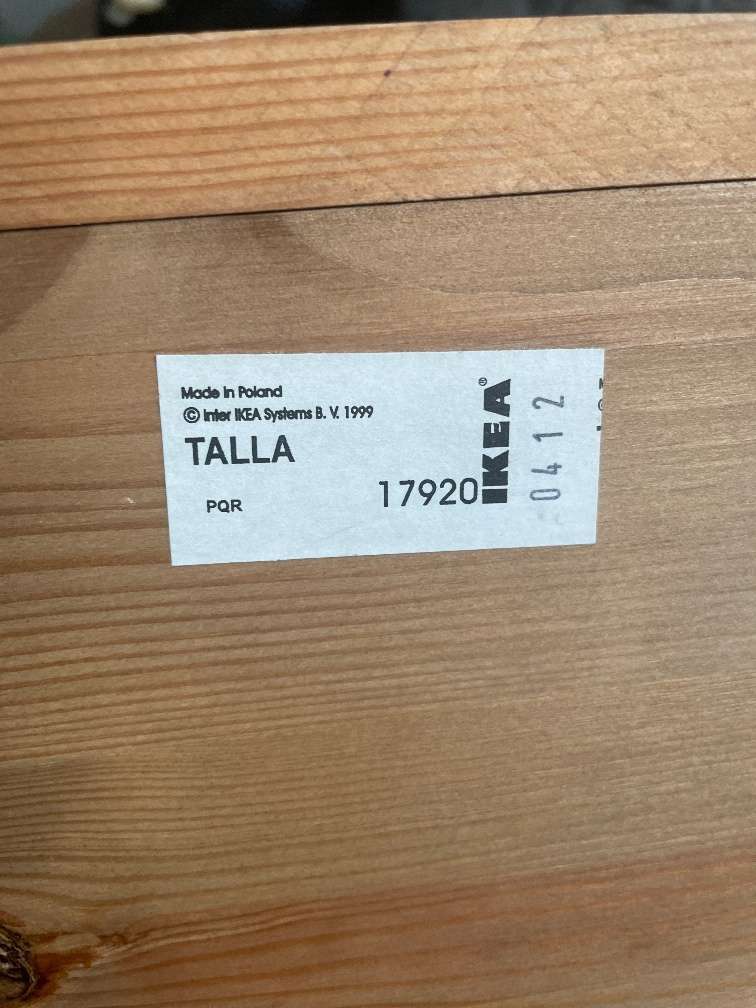 Made in Poland
© Inter IKEA Systems B. V. 1999
TALLA
PQR
17920
IKEA®
0412